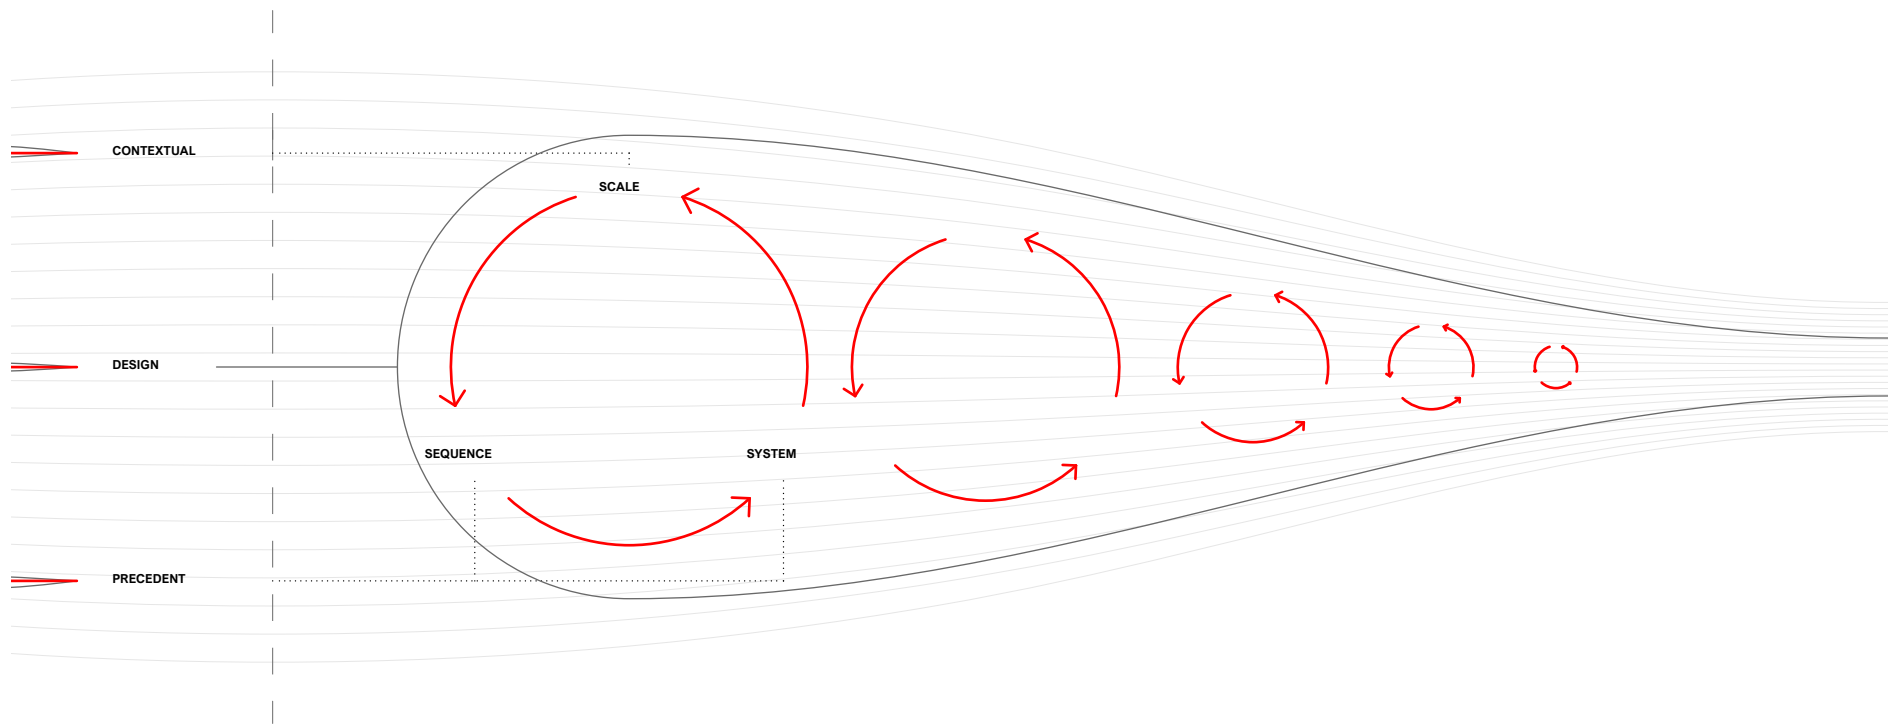 CONTEXTUAL
SCALE
DESIGN
SEQUENCE
SYSTEM
PRECEDENT